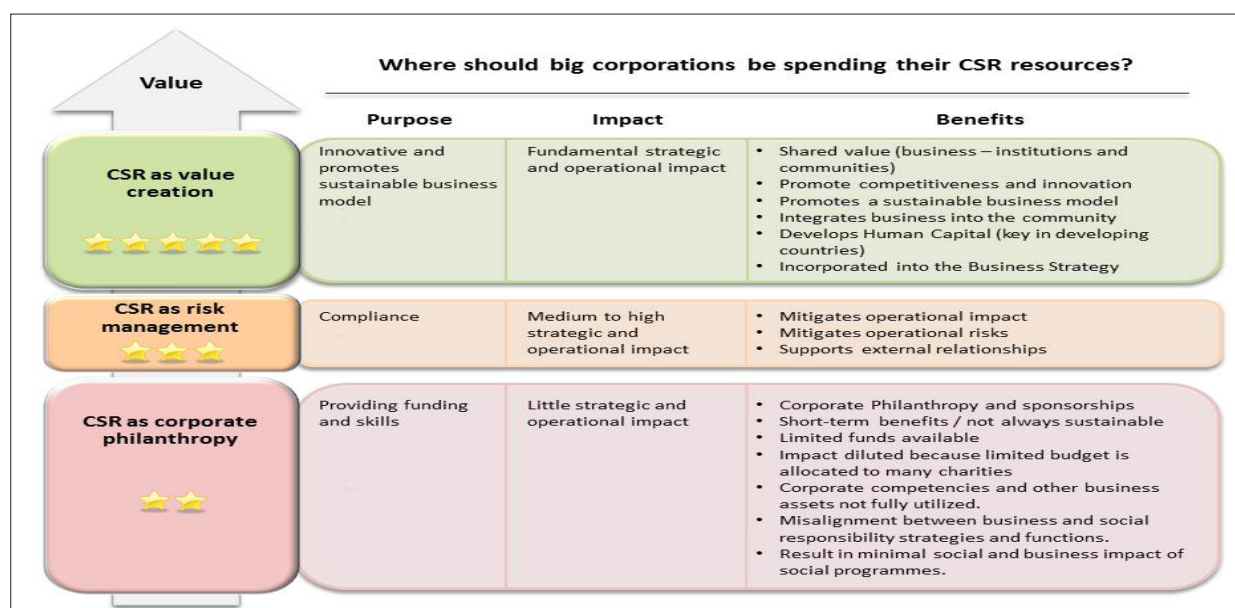 Value
Where should big corporations be spending their CSR resources?
Purpose
Impact
Benefits
CSR as value
creation
Innovative and
promotes
sustainable business
model
Fundamental strategic
and operational impact
• Shared value (business – institutions and
communities)
• Promote competitiveness and innovation
• Promotes a sustainable business model
• Integrates business into the community
• Develops Human Capital (key in developing
countries)
• Incorporated into the Business Strategy
CSR as risk
management
Compliance
Medium to high
strategic and
operational impact
• Mitigates operational impact
• Mitigates operational risks
• Supports external relationships
CSR as corporate
philanthropy
Providing funding
and skills
Little strategic and
operational impact
• Corporate Philanthropy and sponsorships
• Short-term benefits / not always sustainable
• Limited funds available
• Impact diluted because limited budget is
allocated to many charities
• Corporate competencies and other business
assets not fully utilized.
• Misalignment between business and social
responsibility strategies and functions.
• Result in minimal social and business impact of
social programmes.